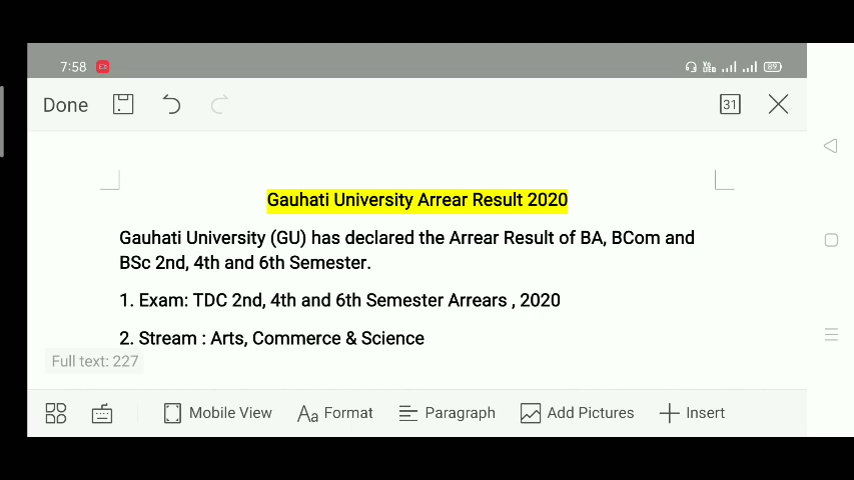 7:58
89
Done
31
Gauhati University Arrear Result 2020
Gauhati University (GU) has declared the Arrear Result of BA, BCom and
BSc 2nd, 4th and 6th Semester.
1. Exam: TDC 2nd, 4th and 6th Semester Arrears , 2020
2. Stream : Arts, Commerce & Science
Full text: 227
Mobile View Aa Format Paragraph Add Pictures Insert